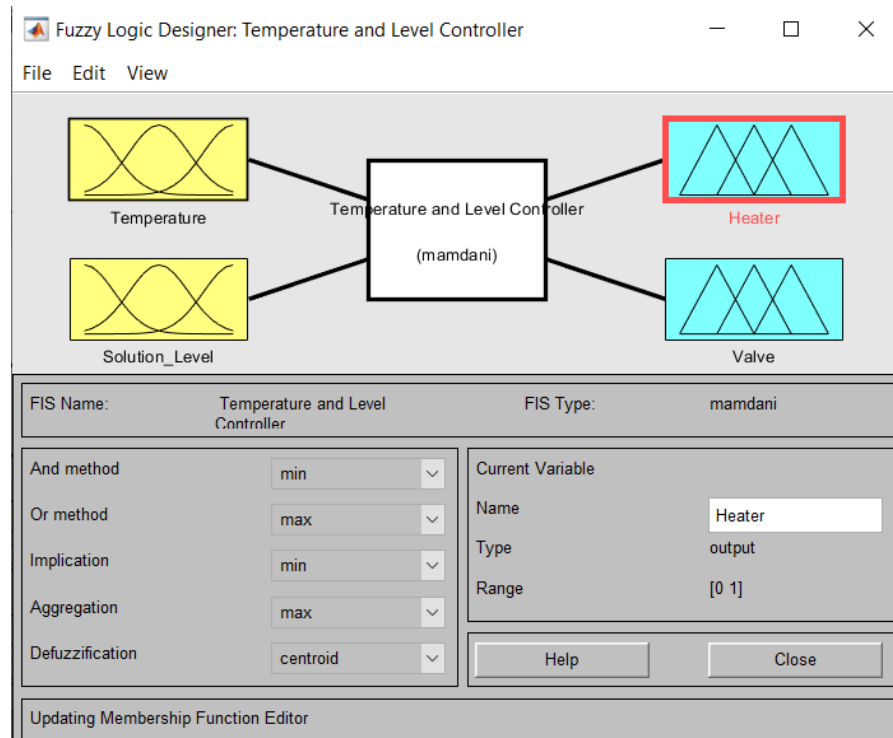 Fuzzy Logic Designer: Temperature and Level Controller
File Edit View
Temperature
Solution_Level
Temperature and Level Controller
(mamdani)
Heater
Valve
FIS Name:
Temperature and Level
Controller
FIS Type:
mamdani
And method
min
Or method
max
Implication
min
Aggregation
max
Defuzzification
centroid
Current Variable
Name
Heater
Type
output
Range
[0 1]
Help
Close
Updating Membership Function Editor